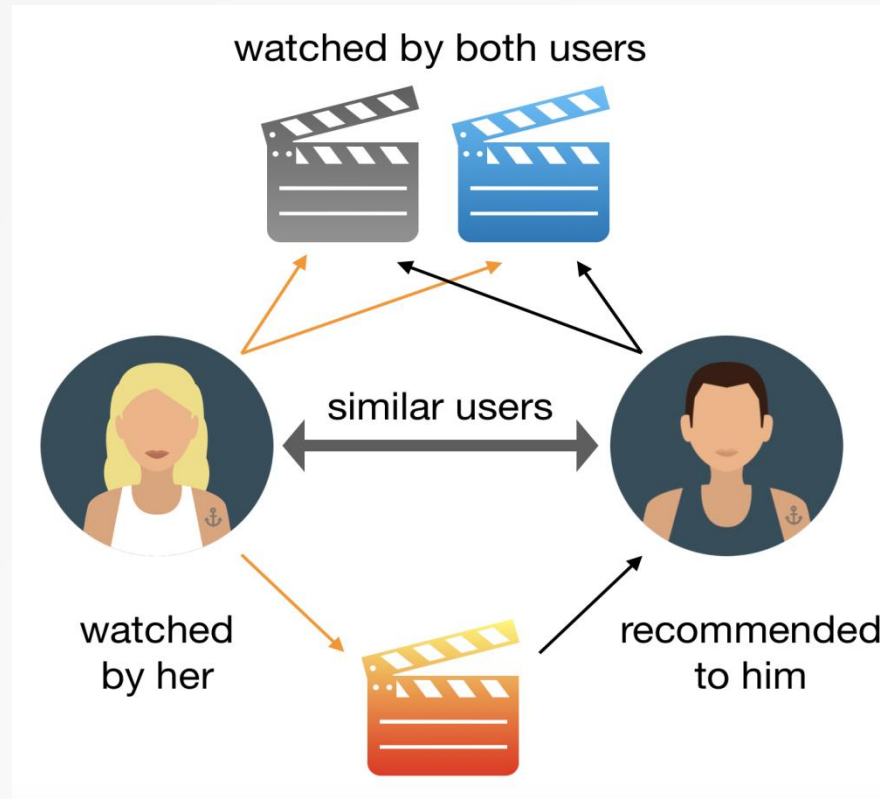 watched by both users
similar users
watched
by her
recommended
to him